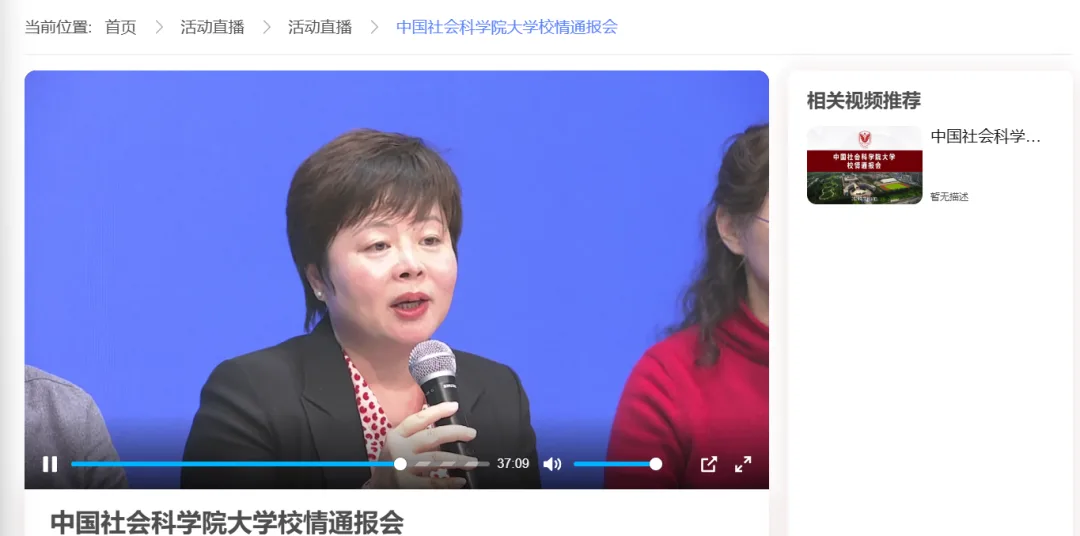 当前位置: 首页 > 活动直播 > 活动直播 > 中国社会科学院大学校情通报会
37:09
中国社会科学院大学校情通报会
相关视频推荐
中国社会科学院大学
校情通报会
中国社会科学...
暂无描述